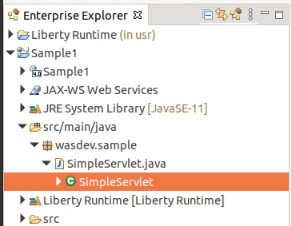 Enterprise Explorer
Liberty Runtime (in usr)
Sample1
Sample1
JAX-WS Web Services
JRE System Library [JavaSE-11]
src/main/java
wasdev.sample
SimpleServlet.java
SimpleServlet
Liberty Runtime [Liberty Runtime]
src